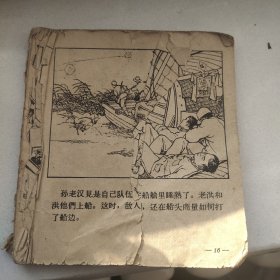 孙老汉見是自己队伍
船艙里睡熟了。老洪和
洪他們上船。这时，敌人
还在船头商量如何打
了船边。
—16—